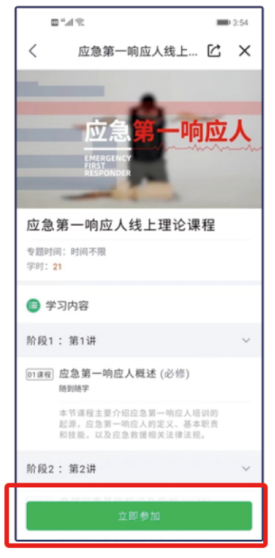 3:54
应急第一响应人线上...
应急第一响应人
EMERGENCY
FIRST
RESPONDER
应急第一响应人线上理论课程
专题时间：时间不限
学时：21
学习内容
阶段1：第1讲
01课程 应急第一响应人概述 (必修)
随到随学
本节课程主要介绍应急第一响应人培训的
起源，应急第一响应人的定义、基本职责
和技能，以及应急救援相关法律法规。
阶段2：第2讲
立即参加